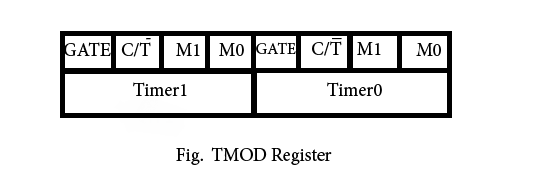 GATE C/T̄ M1 M0 GATE C/T̄ M1 M0
Timer1 Timer0
Fig. TMOD Register